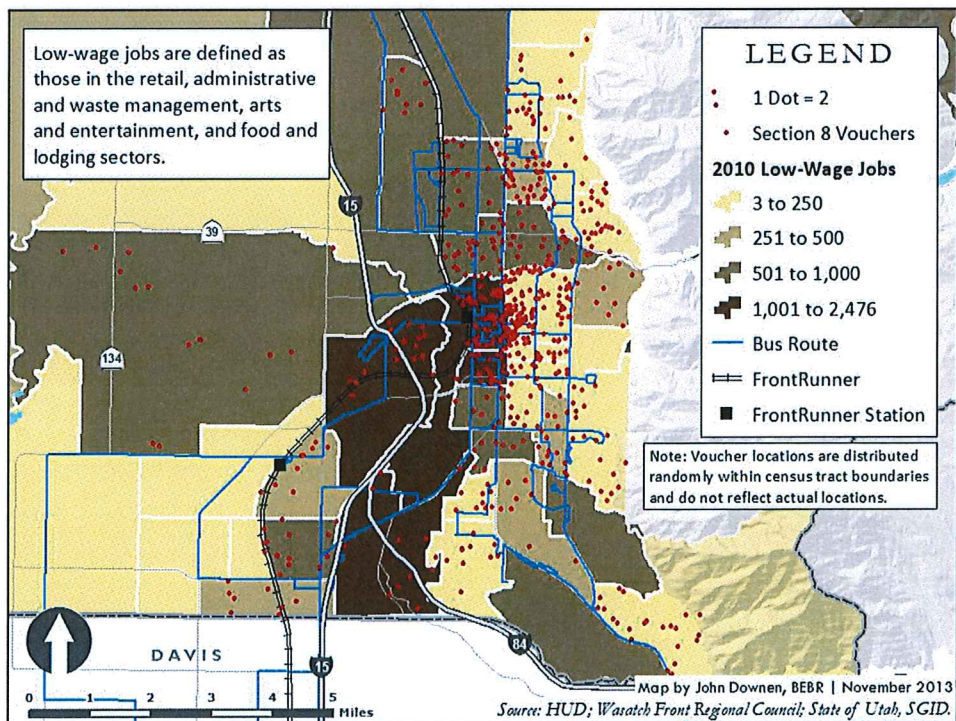 Low-wage jobs are defined as
those in the retail, administrative
and waste management, arts
and entertainment, and food and
lodging sectors.
LEGEND
1 Dot = 2
Section 8 Vouchers
2010 Low-Wage Jobs
3 to 250
251 to 500
501 to 1,000
1,001 to 2,476
Bus Route
FrontRunner
FrontRunner Station
Note: Voucher locations are distributed
randomly within census tract boundaries
and do not reflect actual locations.
15
39
134
84
15
DAVIS
0 1 2 3 4 5
Miles
Map by John Downen, BEBR | November 2013
Source: HUD; Wasatch Front Regional Council; State of Utah, SGID.